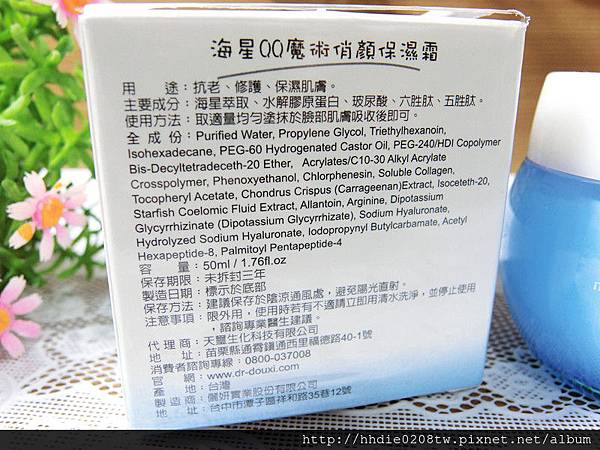 海星QQ魔術俏顏保濕霜
用　　途：抗老、修護、保濕肌膚。
主要成分：海星萃取、水解膠原蛋白、玻尿酸、六胜肽、五胜肽。
使用方法：取適量均勻塗抹於臉部肌膚吸收後即可。
全 成 份：Purified Water, Propylene Glycol, Triethylhexanoin,
Isohexadecane, PEG-60 Hydrogenated Castor Oil, PEG-240/HDI Copolymer
Bis-Decyltetradeceth-20 Ether, Acrylates/C10-30 Alkyl Acrylate
Crosspolymer, Phenoxyethanol, Chlorphenesin, Soluble Collagen,
Tocopheryl Acetate, Chondrus Crispus (Carrageenan)Extract, Isoceteth-20,
Starfish Coelomic Fluid Extract, Allantoin, Arginine, Dipotassium
Glycyrrhizinate (Dipotassium Glycyrrhizate), Sodium Hyaluronate,
Hydrolyzed Sodium Hyaluronate, Iodopropynyl Butylcarbamate, Acetyl
Hexapeptide-8, Palmitoyl Pentapeptide-4
容　　量：50ml / 1.76fl.oz
保存期限：未拆封三年
製造日期：標示於底部
保存方法：建議保存於陰涼通風處，避免陽光直射。
注意事項：限外用，使用時若有不適請立即用清水洗淨，並停止使用
，諮詢專業醫生建議。
代 理 商：天璽生化科技有限公司
地　　址：苗栗縣通霄鎮通西里福德路40-1號
消費者諮詢專線：0800-037008
官　　網：www.dr-douxi.com
產　　地：台灣
製造商：儷妍實業股份有限公司
地　　址：台中市潭子區祥和路35巷12號
http://hhdie0208tw.pixnet.net/album